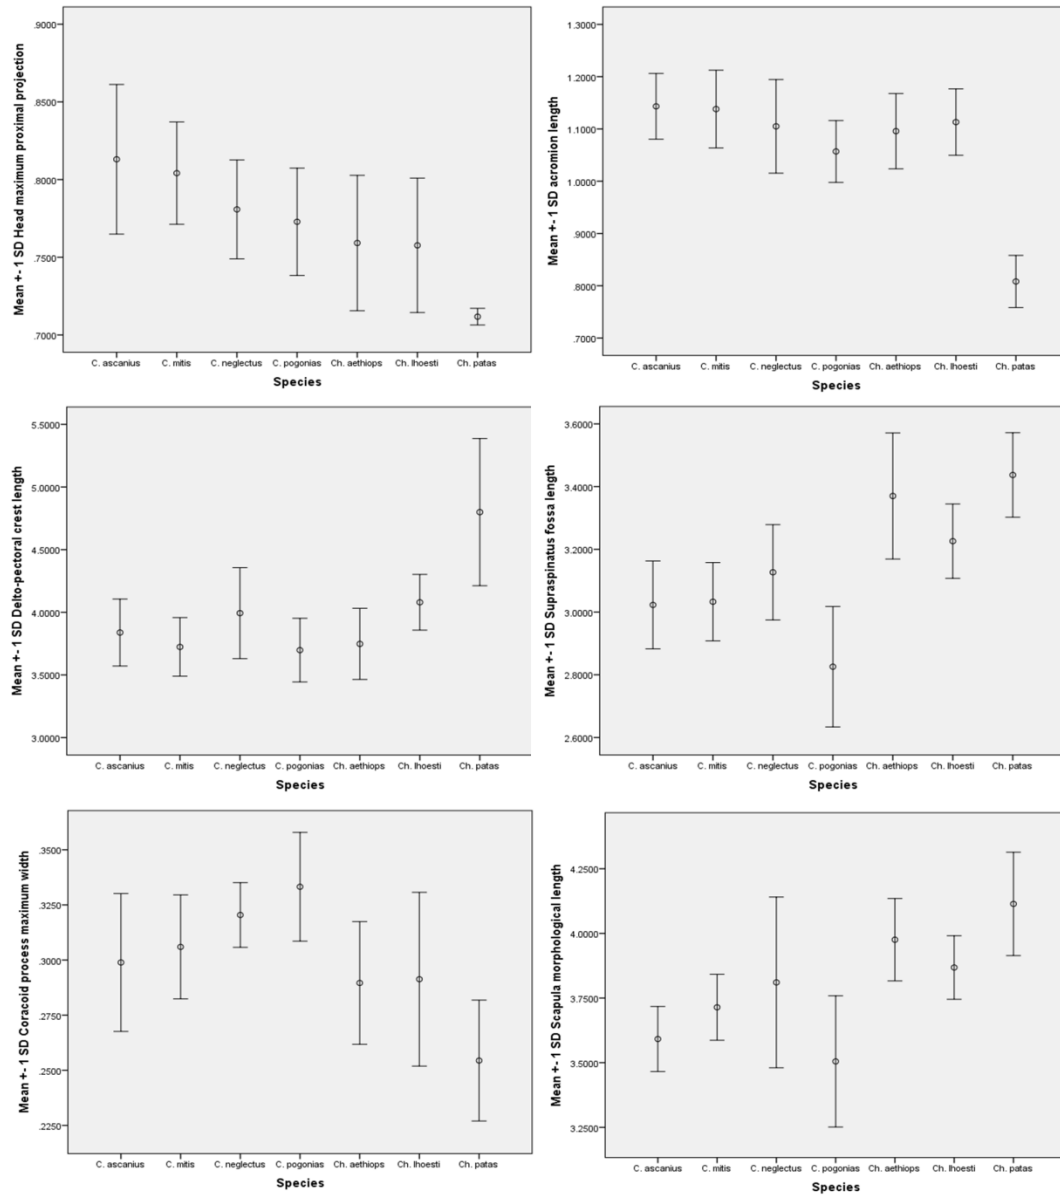 Mean +- 1 SD Head maximum proximal projection
.9000
.8500
.8000
.7500
.7000
C. ascanius C. mitis C. neglectus C. pogonias Ch. aethiops Ch. lhoesti Ch. patas
Species
Mean +- 1 SD acromion length
1.3000
1.2000
1.1000
1.0000
.9000
.8000
.7000
C. ascanius C. mitis C. neglectus C. pogonias Ch. aethiops Ch. lhoesti Ch. patas
Species
Mean +- 1 SD Delto-pectoral crest length
5.5000
5.0000
4.5000
4.0000
3.5000
3.0000
C. ascanius C. mitis C. neglectus C. pogonias Ch. aethiops Ch. lhoesti Ch. patas
Species
Mean +- 1 SD Supraspinatus fossa length
3.6000
3.4000
3.2000
3.0000
2.8000
2.6000
C. ascanius C. mitis C. neglectus C. pogonias Ch. aethiops Ch. lhoesti Ch. patas
Species
Mean +- 1 SD Coracoid process maximum width
.3500
.3250
.3000
.2750
.2500
.2250
C. ascanius C. mitis C. neglectus C. pogonias Ch. aethiops Ch. lhoesti Ch. patas
Species
Mean +- 1 SD Scapula morphological length
4.2500
4.0000
3.7500
3.5000
3.2500
C. ascanius C. mitis C. neglectus C. pogonias Ch. aethiops Ch. lhoesti Ch. patas
Species